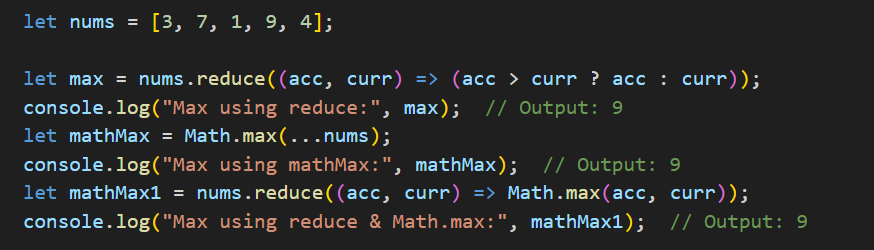 let nums = [3, 7, 1, 9, 4];
let max = nums.reduce((acc, curr) => (acc > curr ? acc : curr));
console.log("Max using reduce:", max);  // Output: 9
let mathMax = Math.max(...nums);
console.log("Max using mathMax:", mathMax);  // Output: 9
let mathMax1 = nums.reduce((acc, curr) => Math.max(acc, curr));
console.log("Max using reduce & Math.max:", mathMax1);  // Output: 9